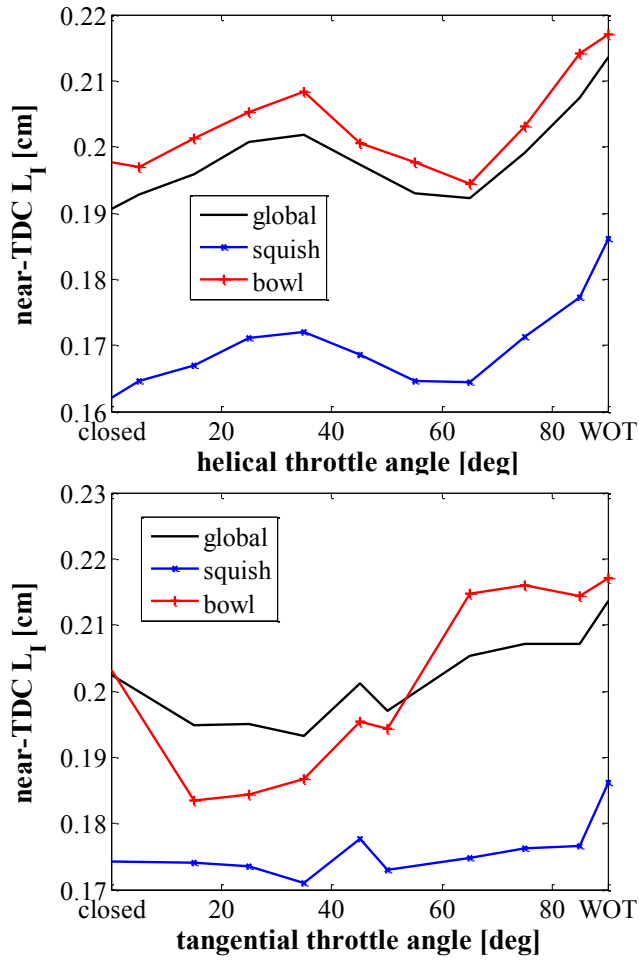 0.22
0.21
0.2
0.19
0.18
0.17
0.16
near-TDC L_I [cm]
global
squish
bowl
closed 20 40 60 80 WOT
helical throttle angle [deg]
0.23
0.22
0.21
0.2
0.19
0.18
0.17
near-TDC L_I [cm]
global
squish
bowl
closed 20 40 60 80 WOT
tangential throttle angle [deg]